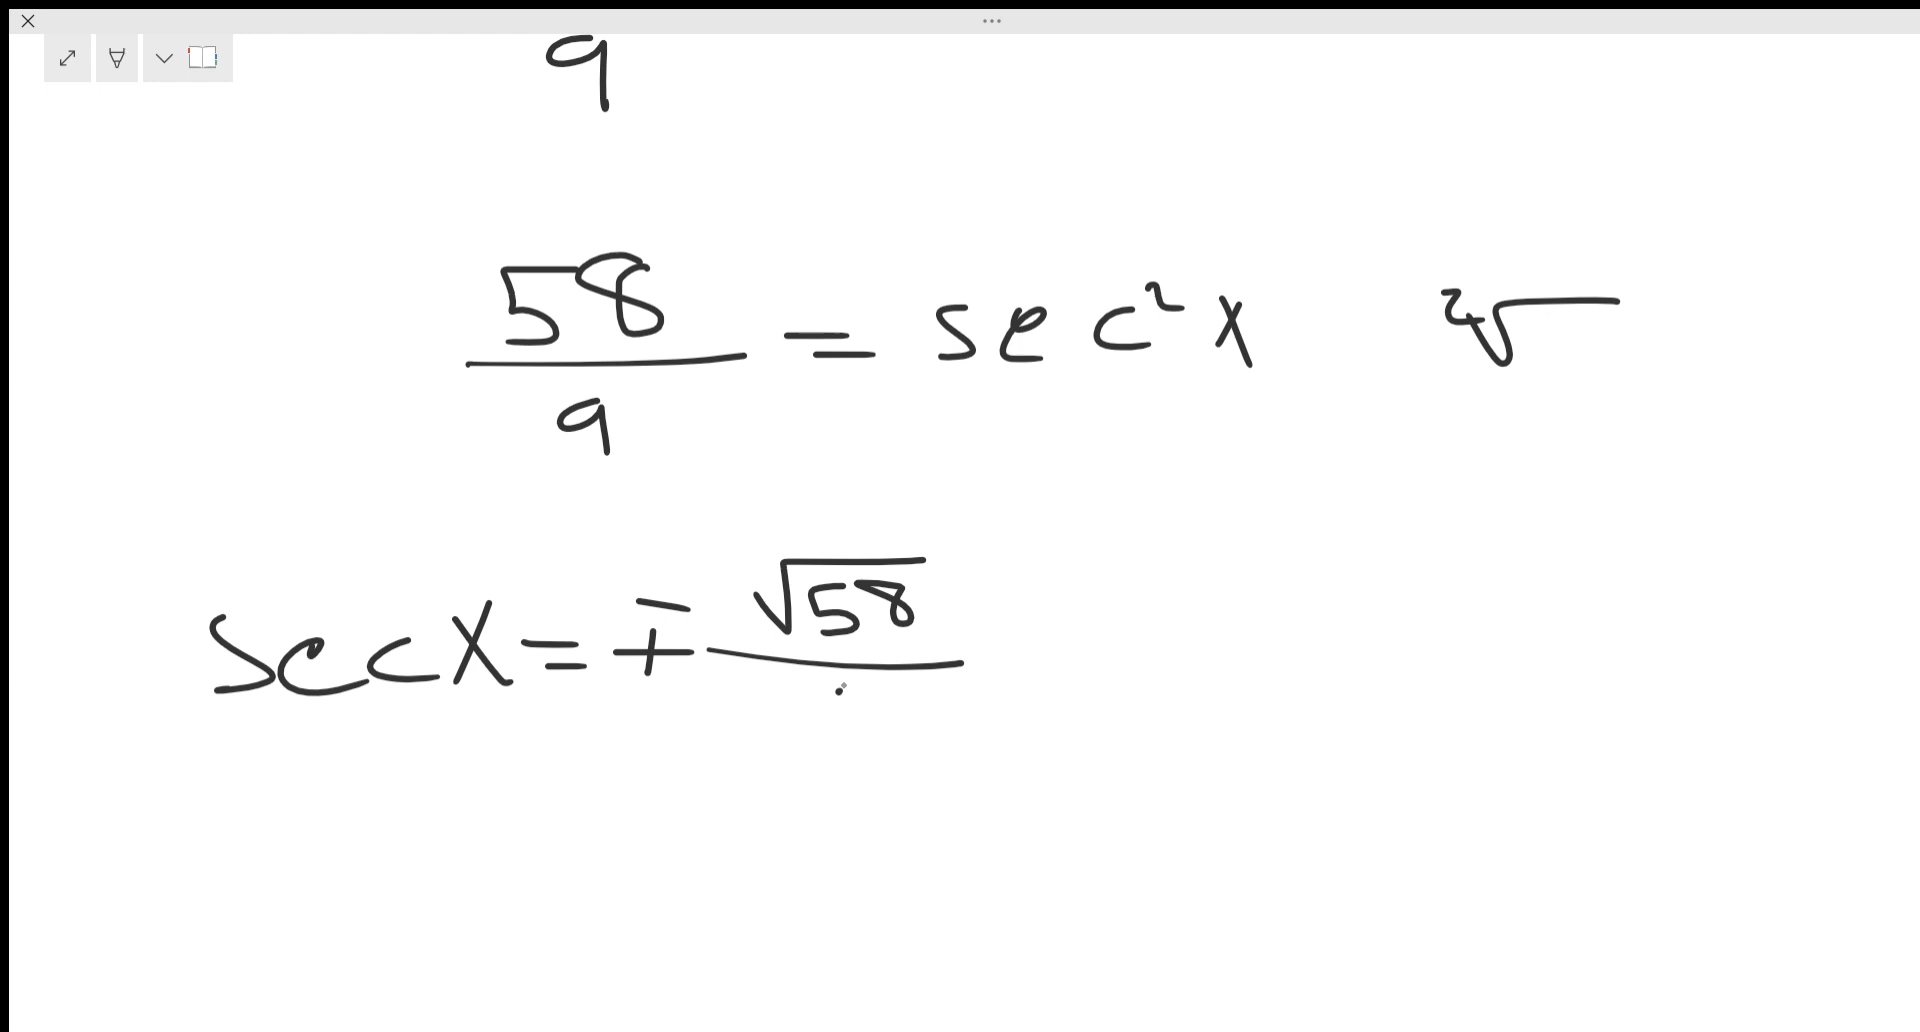 9
58/9 = sec²x ²√
secx = ∓ √58/